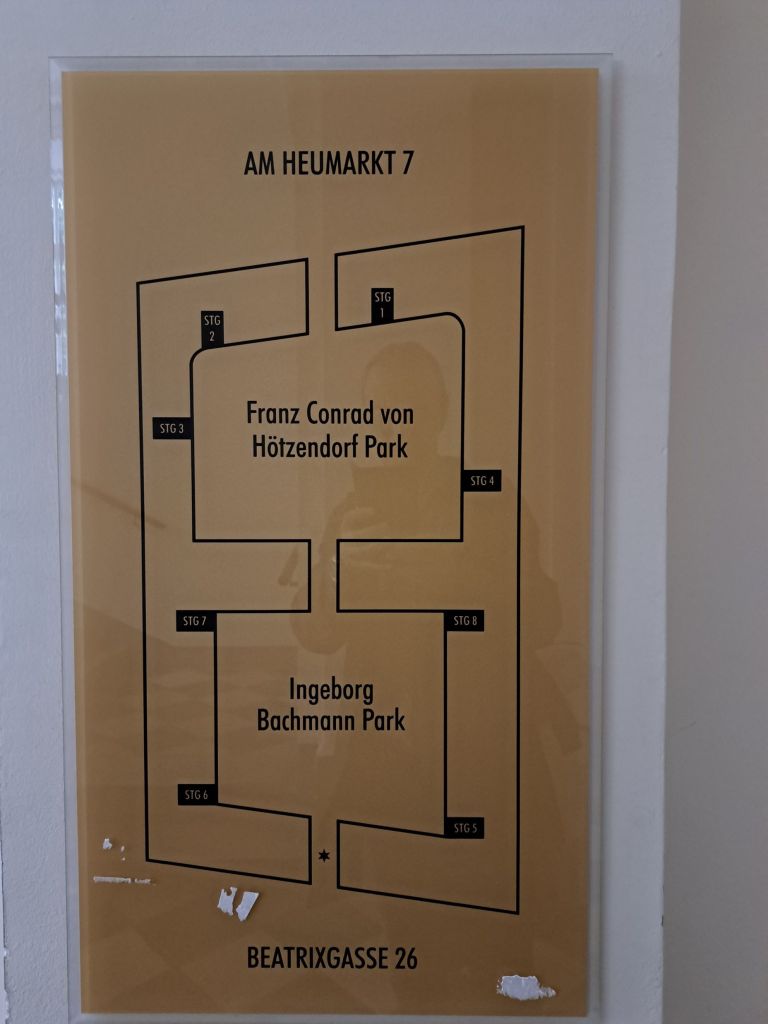 AM HEUMARKT 7
STG
1
STG
2
Franz Conrad von
Hötzendorf Park
STG 3
STG 4
STG 7
STG 8
Ingeborg
Bachmann Park
STG 6
STG 5
BEATRIXGASSE 26